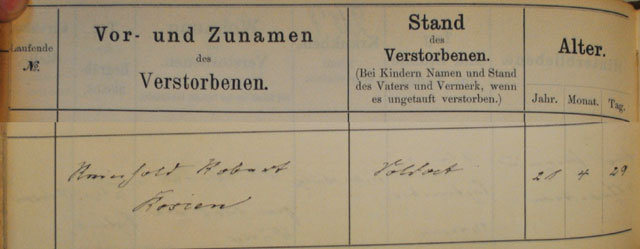 Laufende
№.
Vor- und Zunamen
des
Verstorbenen.
Stand
des
Verstorbenen.
(Bei Kindern Namen und Stand
des Vaters und Vermerk, wenn
es ungetauft verstorben.)
Alter.
Jahr. Monat. Tag.
Reinhold Robert
Kosien
Soldat
21 4 29